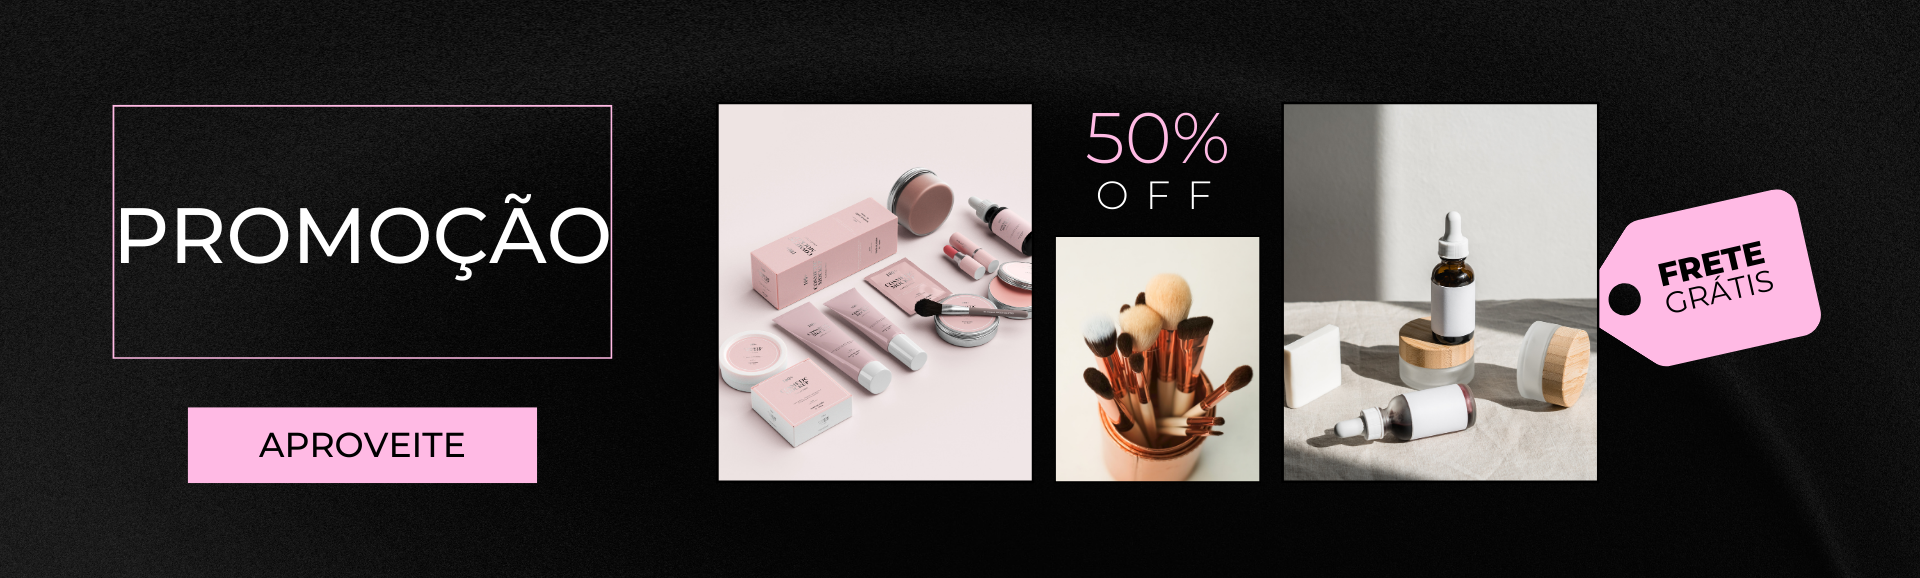 PROMOÇÃO
APROVEITE
50%
OFF
FRETE
GRÁTIS